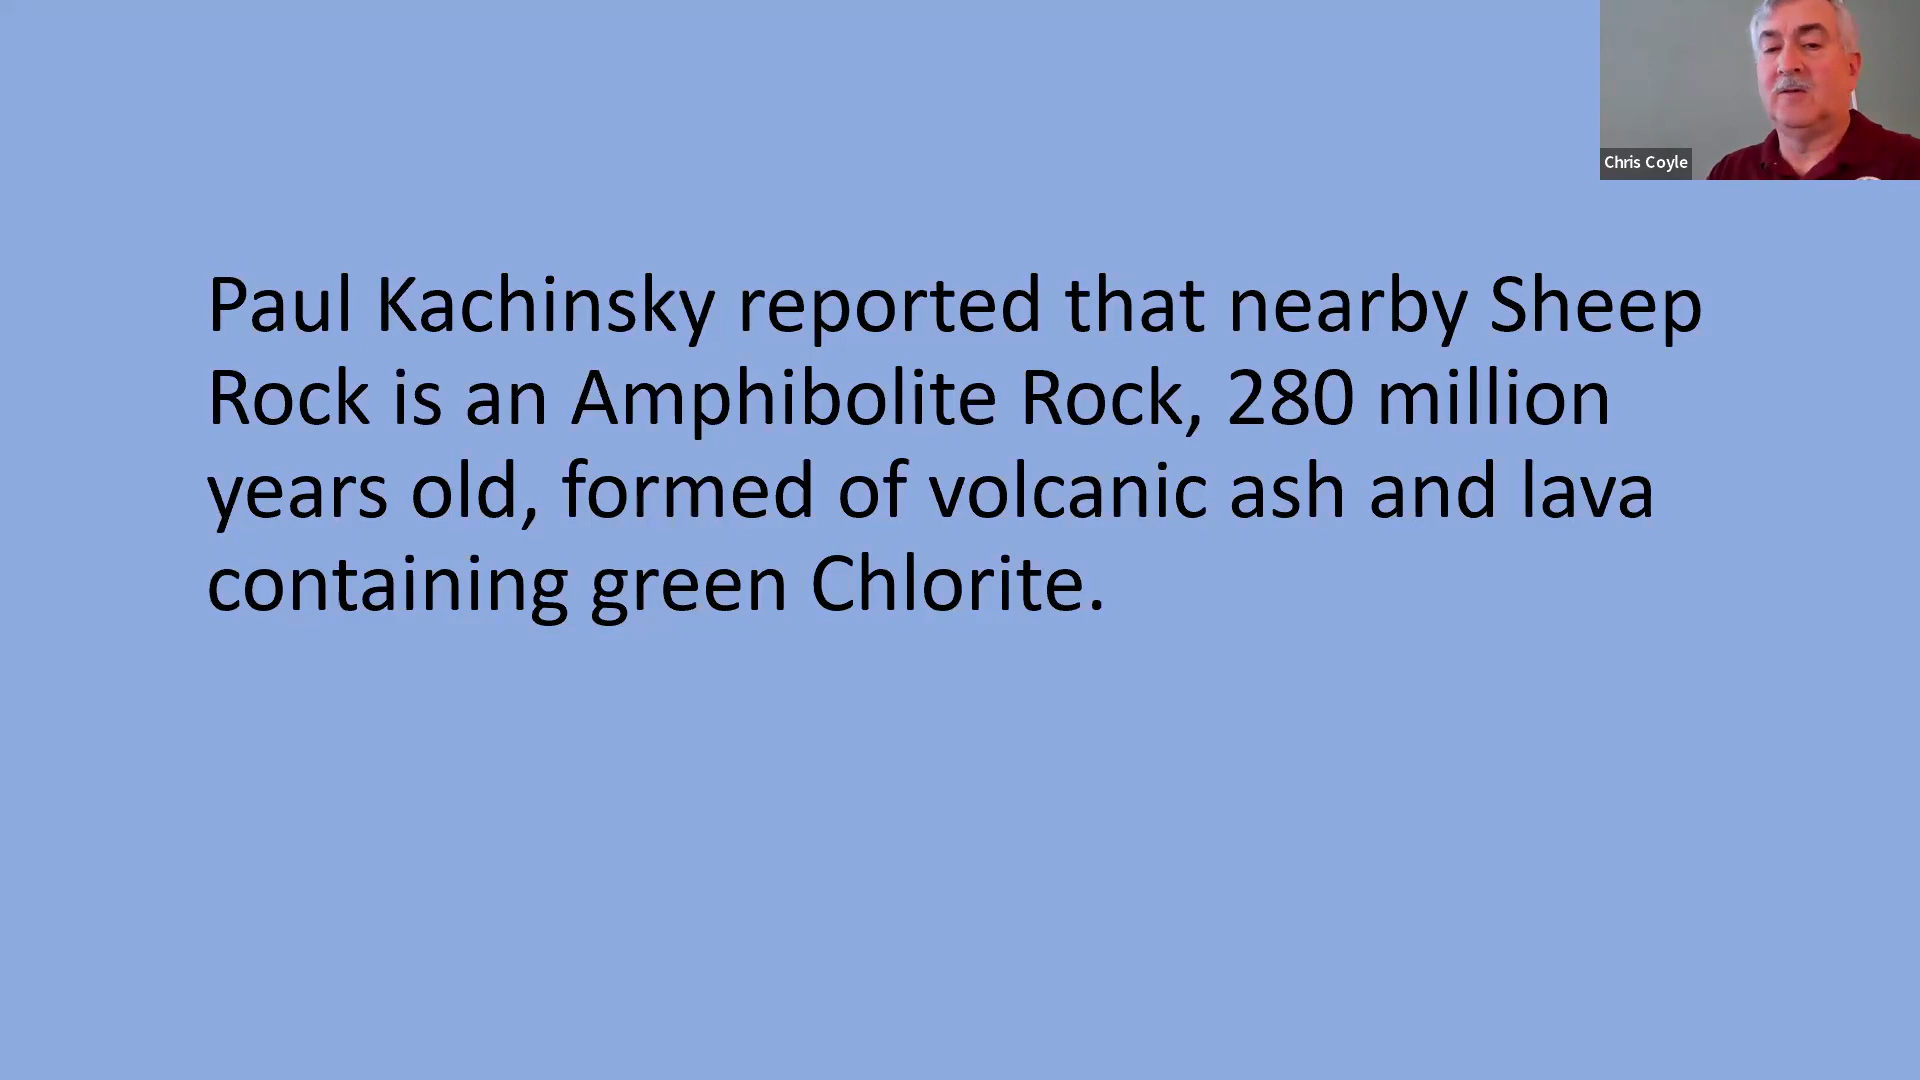 Chris Coyle
Paul Kachinsky reported that nearby Sheep
Rock is an Amphibolite Rock, 280 million
years old, formed of volcanic ash and lava
containing green Chlorite.